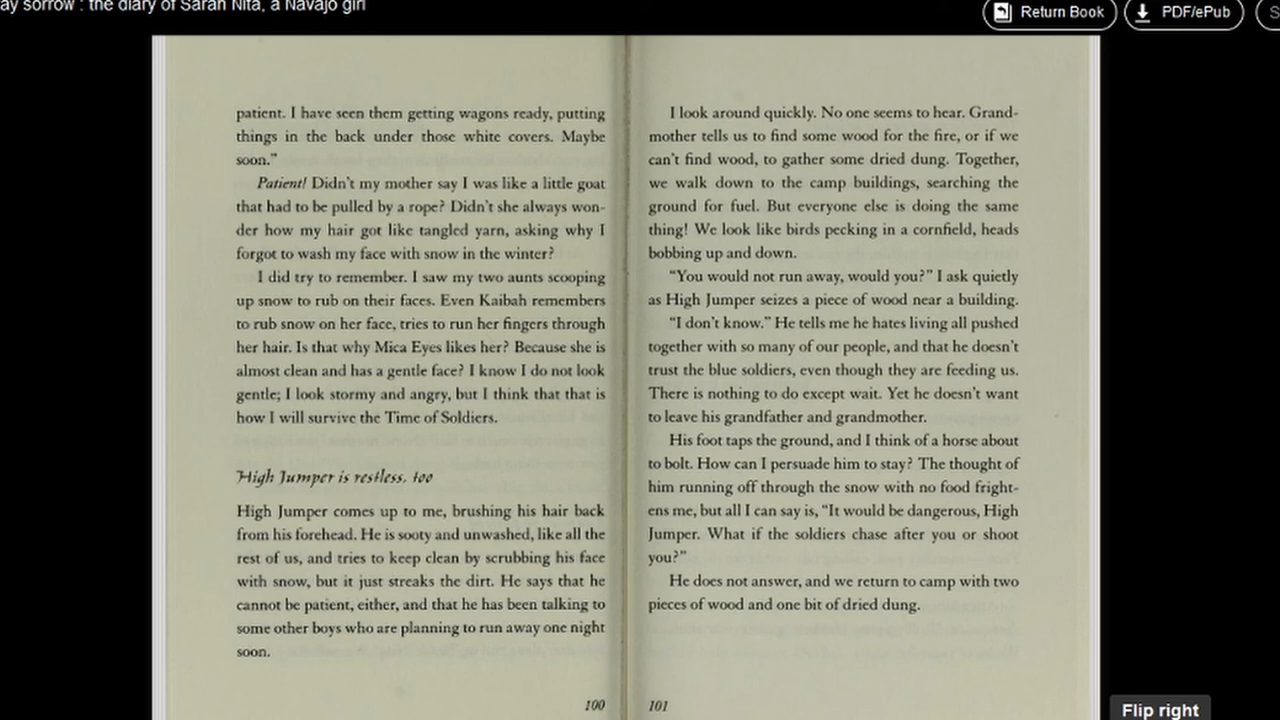 ay sorrow : the diary of Sarah Nita, a Navajo girl
Return Book
PDF/ePub
patient. I have seen them getting wagons ready, putting
things in the back under those white covers. Maybe
soon.”
Patient! Didn’t my mother say I was like a little goat
that had to be pulled by a rope? Didn’t she always won-
der how my hair got like tangled yarn, asking why I
forgot to wash my face with snow in the winter?
I did try to remember. I saw my two aunts scooping
up snow to rub on their faces. Even Kaibah remembers
to rub snow on her face, tries to run her fingers through
her hair. Is that why Mica Eyes likes her? Because she is
almost clean and has a gentle face? I know I do not look
gentle; I look stormy and angry, but I think that that is
how I will survive the Time of Soldiers.
High Jumper is restless, too
High Jumper comes up to me, brushing his hair back
from his forehead. He is sooty and unwashed, like all the
rest of us, and tries to keep clean by scrubbing his face
with snow, but it just streaks the dirt. He says that he
cannot be patient, either, and that he has been talking to
some other boys who are planning to run away one night
soon.
100
I look around quickly. No one seems to hear. Grand-
mother tells us to find some wood for the fire, or if we
can’t find wood, to gather some dried dung. Together,
we walk down to the camp buildings, searching the
ground for fuel. But everyone else is doing the same
thing! We look like birds pecking in a cornfield, heads
bobbing up and down.
“You would not run away, would you?” I ask quietly
as High Jumper seizes a piece of wood near a building.
“I don’t know.” He tells me he hates living all pushed
together with so many of our people, and that he doesn’t
trust the blue soldiers, even though they are feeding us.
There is nothing to do except wait. Yet he doesn’t want
to leave his grandfather and grandmother.
His foot taps the ground, and I think of a horse about
to bolt. How can I persuade him to stay? The thought of
him running off through the snow with no food fright-
ens me, but all I can say is, “It would be dangerous, High
Jumper. What if the soldiers chase after you or shoot
you?”
He does not answer, and we return to camp with two
pieces of wood and one bit of dried dung.
101
Flip right